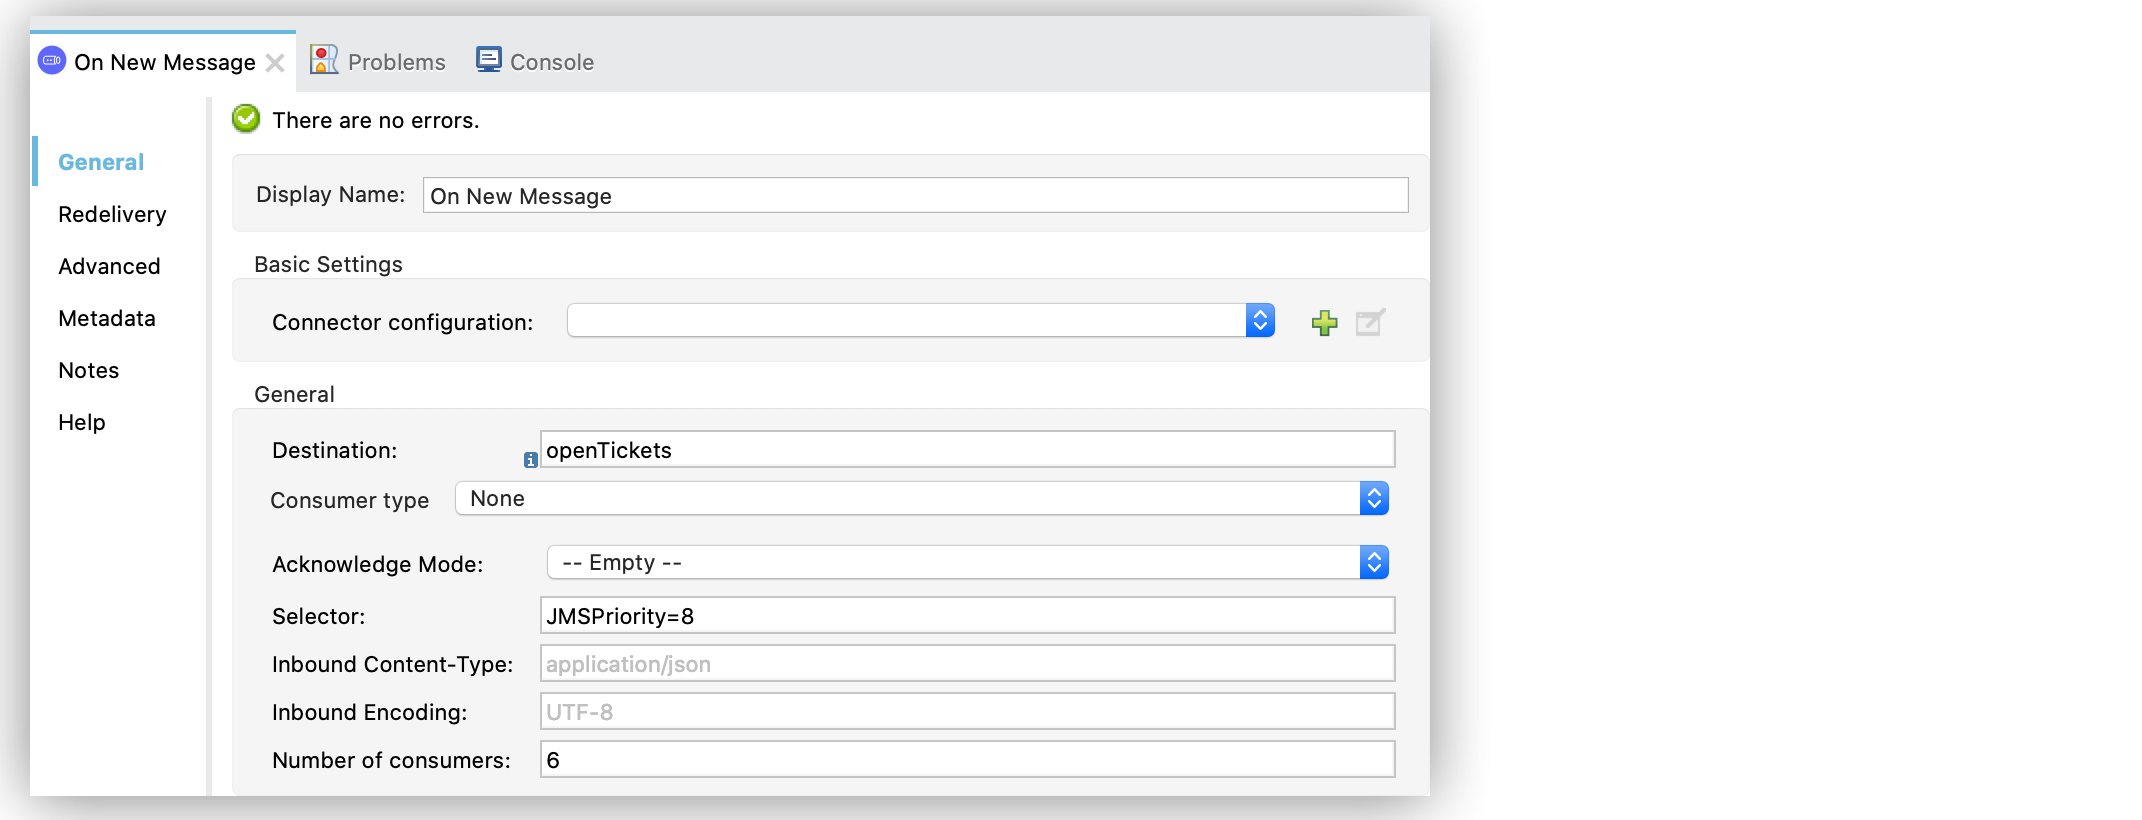 On New Message
Problems
Console
General
Redelivery
Advanced
Metadata
Notes
Help
There are no errors.
Display Name: On New Message
Basic Settings
Connector configuration:
General
Destination: openTickets
Consumer type None
Acknowledge Mode: -- Empty --
Selector: JMSPriority=8
Inbound Content-Type: application/json
Inbound Encoding: UTF-8
Number of consumers: 6